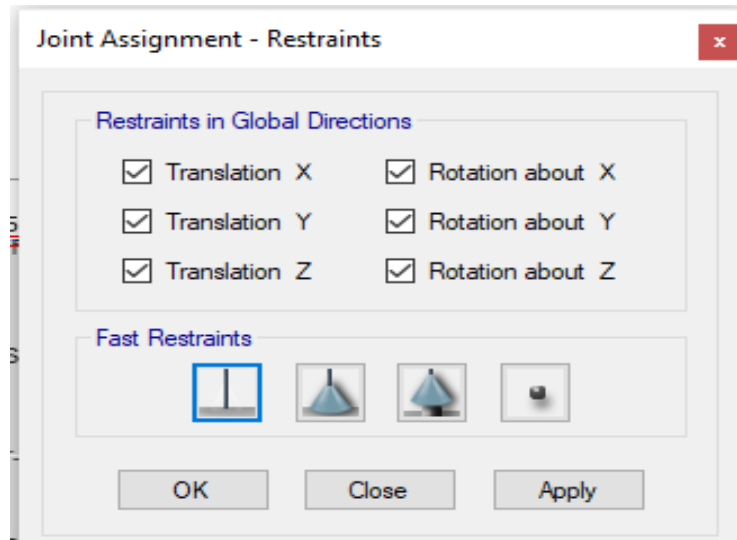 Joint Assignment - Restraints
x
Restraints in Global Directions
Translation X Rotation about X
Translation Y Rotation about Y
Translation Z Rotation about Z
Fast Restraints
OK Close Apply